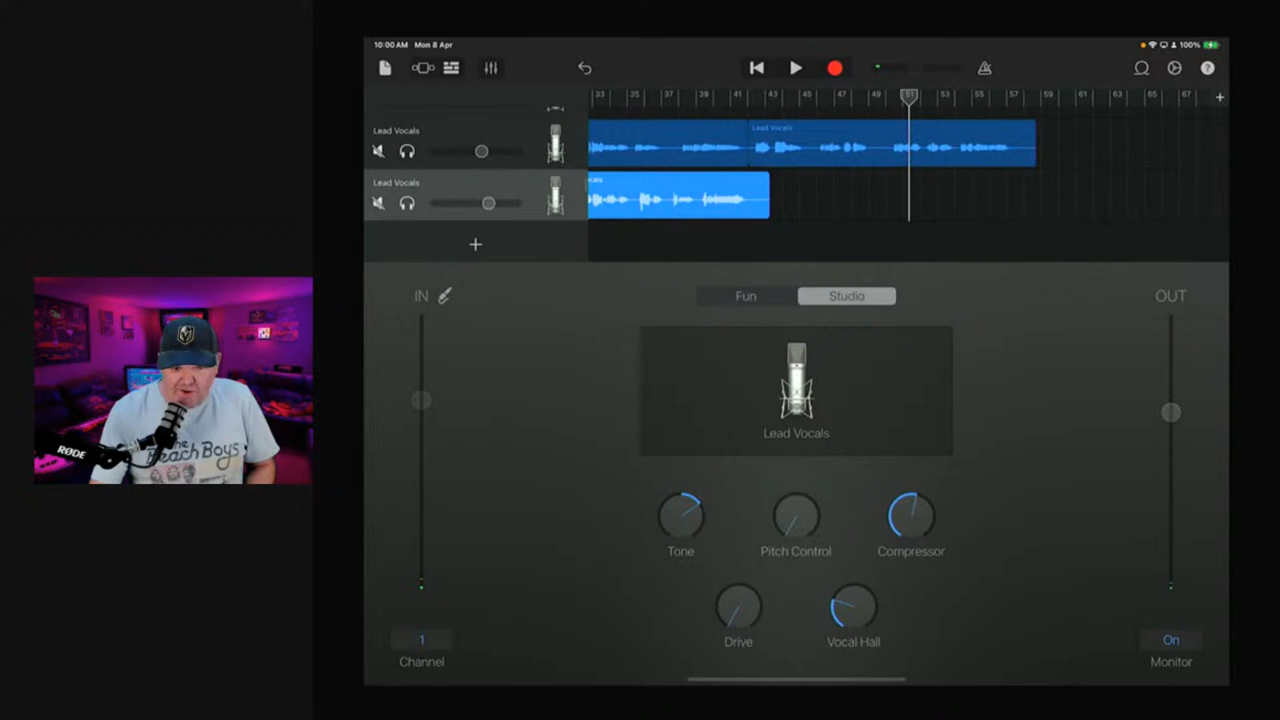 10:00 AM Mon 8 Apr
100%
33 35 37 39 41 43 45 47 49 51 53 55 57 59 61 63 65 67
Lead Vocals
Lead Vocals
Lead Vocals
cals
IN
Fun
Studio
OUT
Lead Vocals
Tone
Pitch Control
Compressor
Drive
Vocal Hall
1
Channel
On
Monitor
RØDE
The
Beach Boys